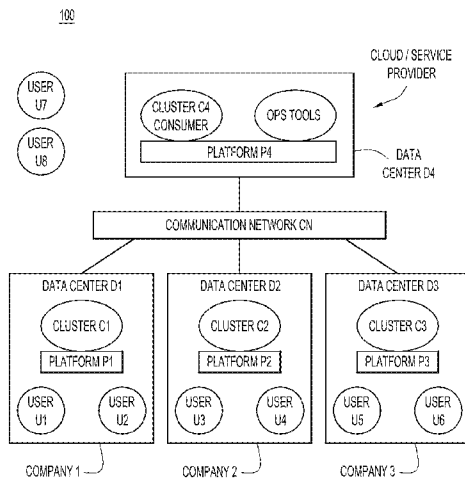 100
CLOUD / SERVICE
PROVIDER
USER
U7
USER
U8
CLUSTER C4
CONSUMER
OPS TOOLS
PLATFORM P4
DATA
CENTER D4
COMMUNICATION NETWORK CN
DATA CENTER D1
DATA CENTER D2
DATA CENTER D3
CLUSTER C1
CLUSTER C2
CLUSTER C3
PLATFORM P1
PLATFORM P2
PLATFORM P3
USER
U1
USER
U2
USER
U3
USER
U4
USER
U5
USER
U6
COMPANY 1
COMPANY 2
COMPANY 3